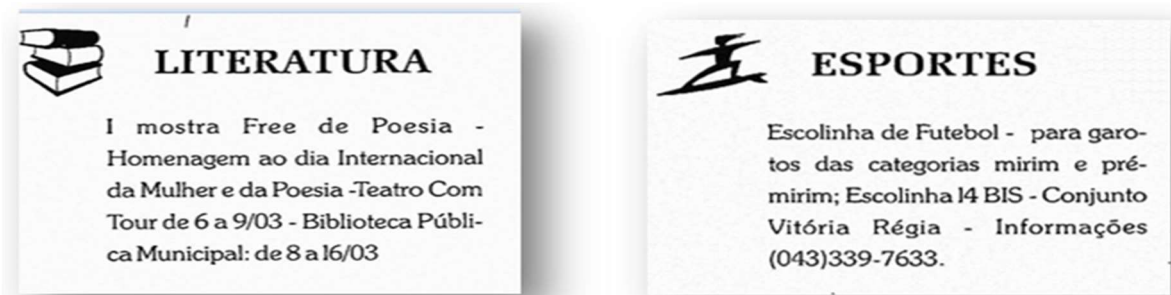 LITERATURA
I mostra Free de Poesia -
Homenagem ao dia Internacional
da Mulher e da Poesia -Teatro Com
Tour de 6 a 9/03 - Biblioteca Públi-
ca Municipal: de 8 a 16/03
ESPORTES
Escolinha de Futebol - para garo-
tos das categorias mirim e pré-
mirim; Escolinha 14 BIS - Conjunto
Vitória Régia - Informações
(043)339-7633.